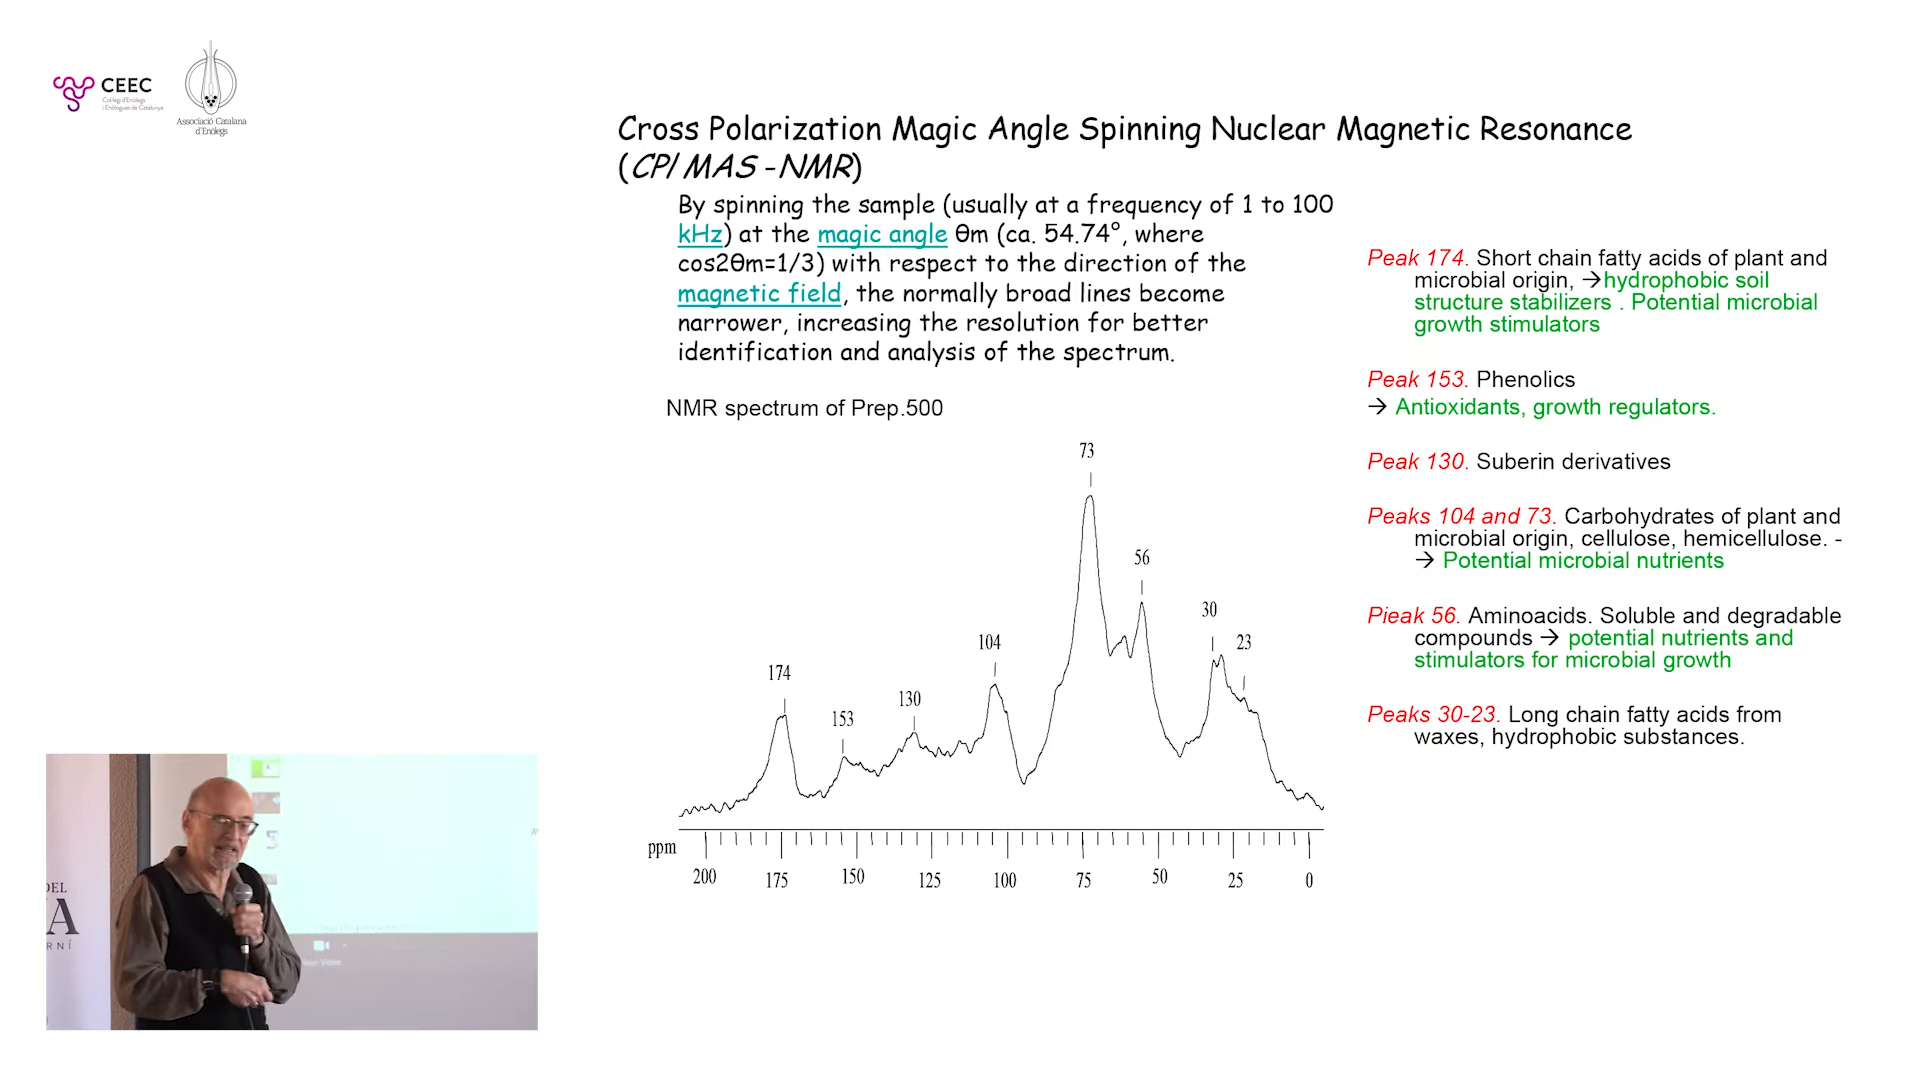 CEEC
Col·legi d'Enòlegs
i Enòlogues de Catalunya
Associació Catalana
d'Enòlegs
Cross Polarization Magic Angle Spinning Nuclear Magnetic Resonance
(CP/MAS -NMR)
By spinning the sample (usually at a frequency of 1 to 100
kHz) at the magic angle θm (ca. 54.74°, where
cos2θm=1/3) with respect to the direction of the
magnetic field, the normally broad lines become
narrower, increasing the resolution for better
identification and analysis of the spectrum.
NMR spectrum of Prep.500
73
56
30
23
104
174
130
153
ppm
200
175
150
125
100
75
50
25
0
Peak 174. Short chain fatty acids of plant and
microbial origin, →hydrophobic soil
structure stabilizers . Potential microbial
growth stimulators
Peak 153. Phenolics
→ Antioxidants, growth regulators.
Peak 130. Suberin derivatives
Peaks 104 and 73. Carbohydrates of plant and
microbial origin, cellulose, hemicellulose. -
→ Potential microbial nutrients
Pieak 56. Aminoacids. Soluble and degradable
compounds → potential nutrients and
stimulators for microbial growth
Peaks 30-23. Long chain fatty acids from
waxes, hydrophobic substances.
DEL
A
RNÍ